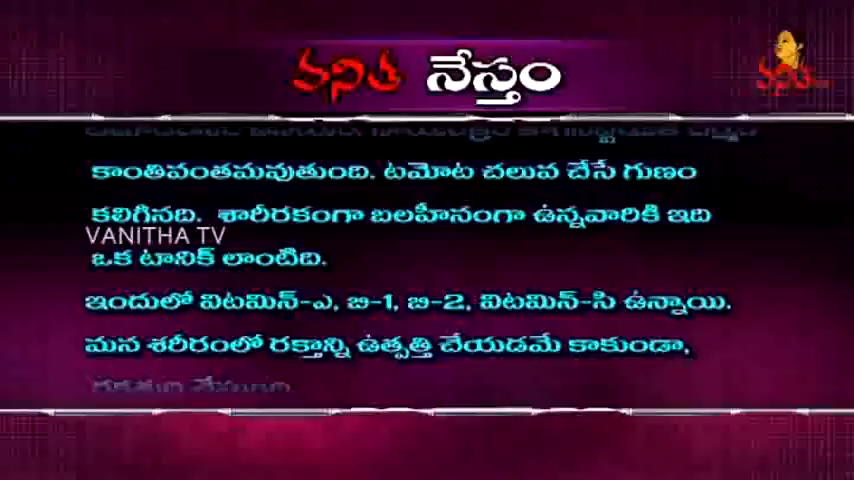 వనిత నేస్తం
వనిత
కాంతివంతమవుతుంది. టమోట చలువ చేసే గుణం
కలిగినది. శారీరకంగా బలహీనంగా ఉన్నవారికి ఇది
VANITHA TV
ఒక టానిక్ లాంటిది.
ఇందులో విటమిన్-ఎ, బి-1, బి-2, విటమిన్-సి ఉన్నాయి.
మన శరీరంలో రక్తాన్ని ఉత్పత్తి చేయడమే కాకుండా,